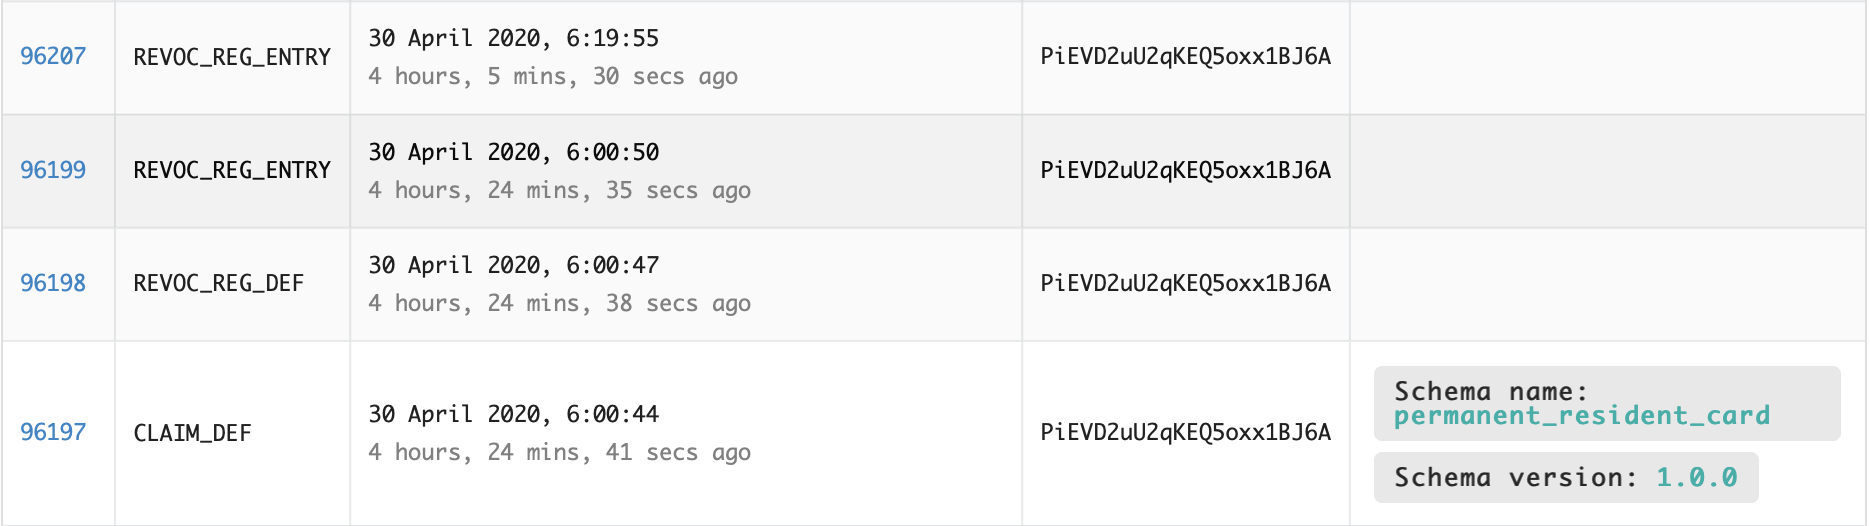 96207 REVOC_REG_ENTRY 30 April 2020, 6:19:55 PiEVD2uU2qKEQ5oxx1BJ6A
4 hours, 5 mins, 30 secs ago
96199 REVOC_REG_ENTRY 30 April 2020, 6:00:50 PiEVD2uU2qKEQ5oxx1BJ6A
4 hours, 24 mins, 35 secs ago
96198 REVOC_REG_DEF 30 April 2020, 6:00:47 PiEVD2uU2qKEQ5oxx1BJ6A
4 hours, 24 mins, 38 secs ago
96197 CLAIM_DEF 30 April 2020, 6:00:44 PiEVD2uU2qKEQ5oxx1BJ6A
4 hours, 24 mins, 41 secs ago
Schema name:
permanent_resident_card
Schema version: 1.0.0